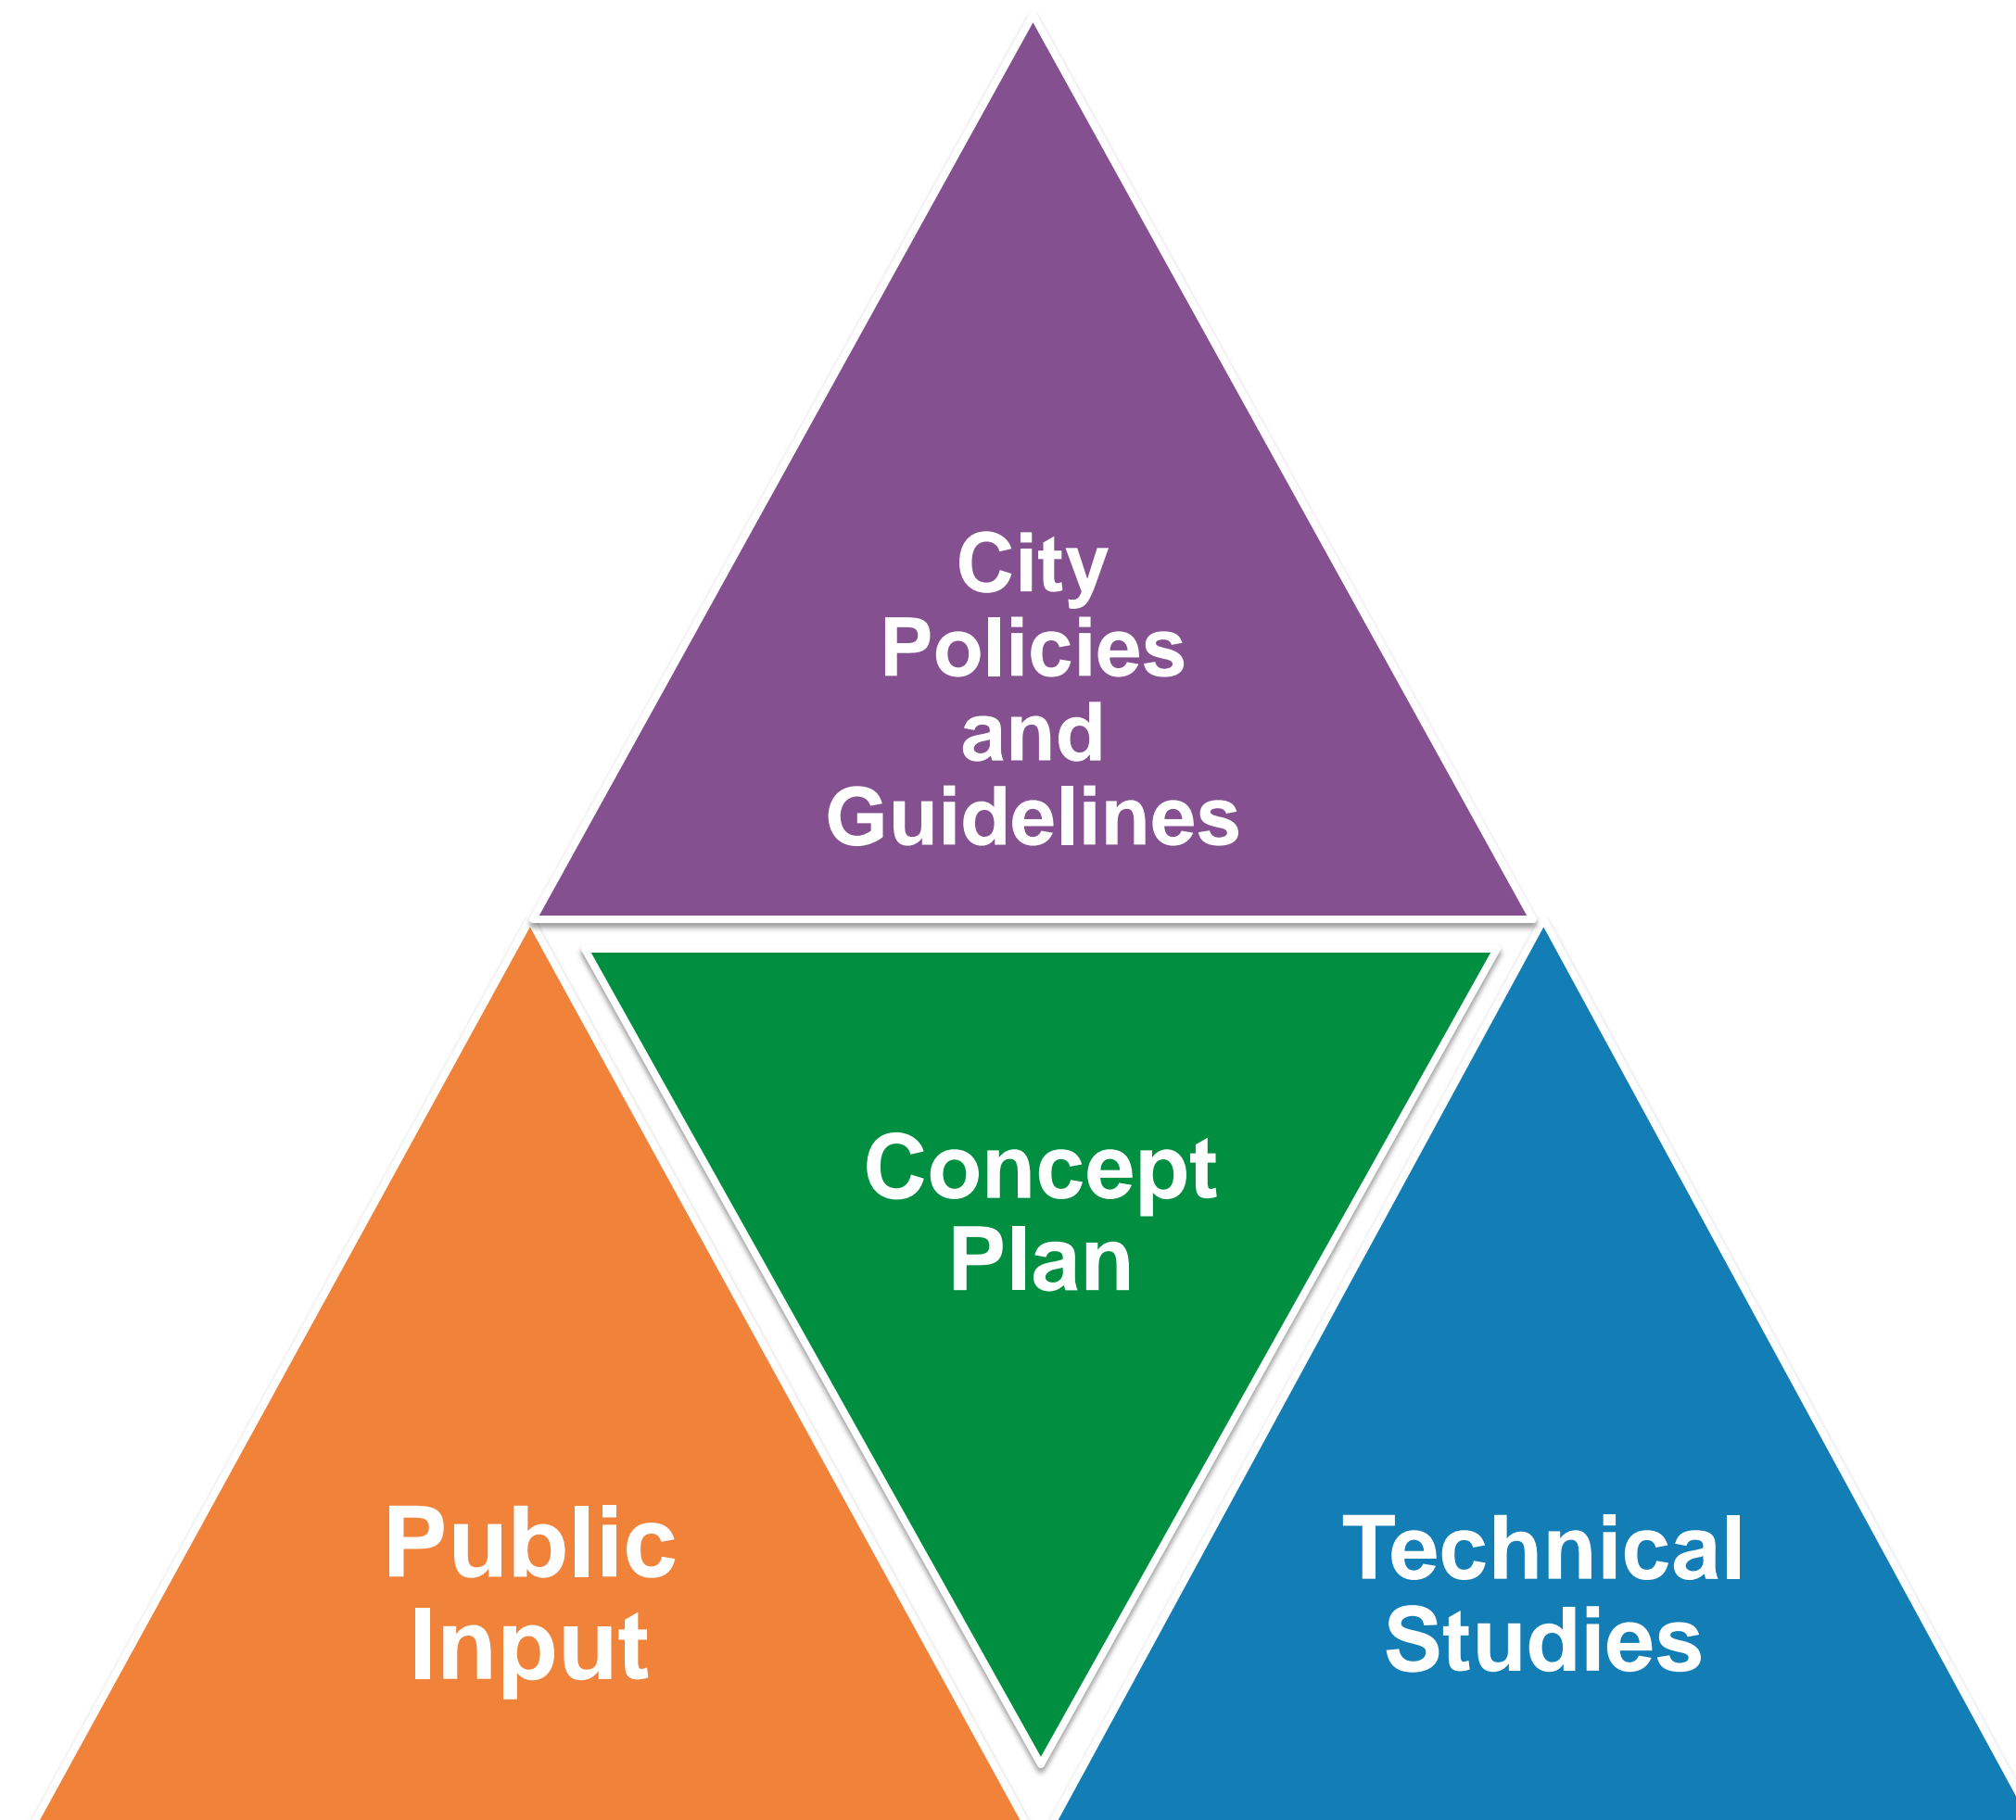 City
Policies
and
Guidelines
Concept
Plan
Public
Input
Technical
Studies